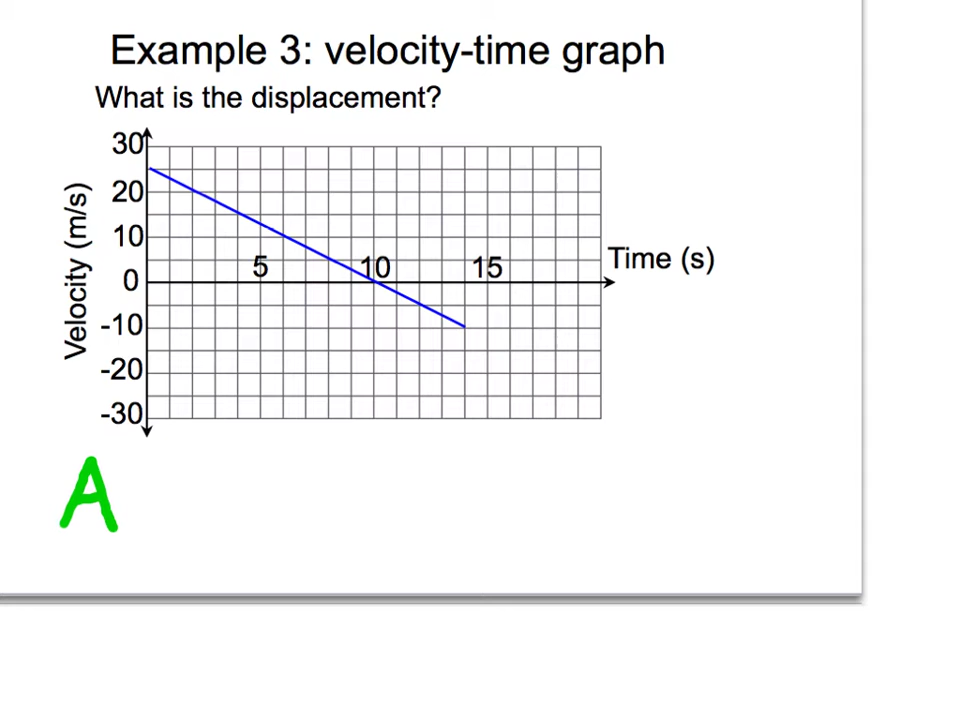 Example 3: velocity-time graph
What is the displacement?
30
20
10
0
-10
-20
-30
Velocity (m/s)
5
10
15
Time (s)
A